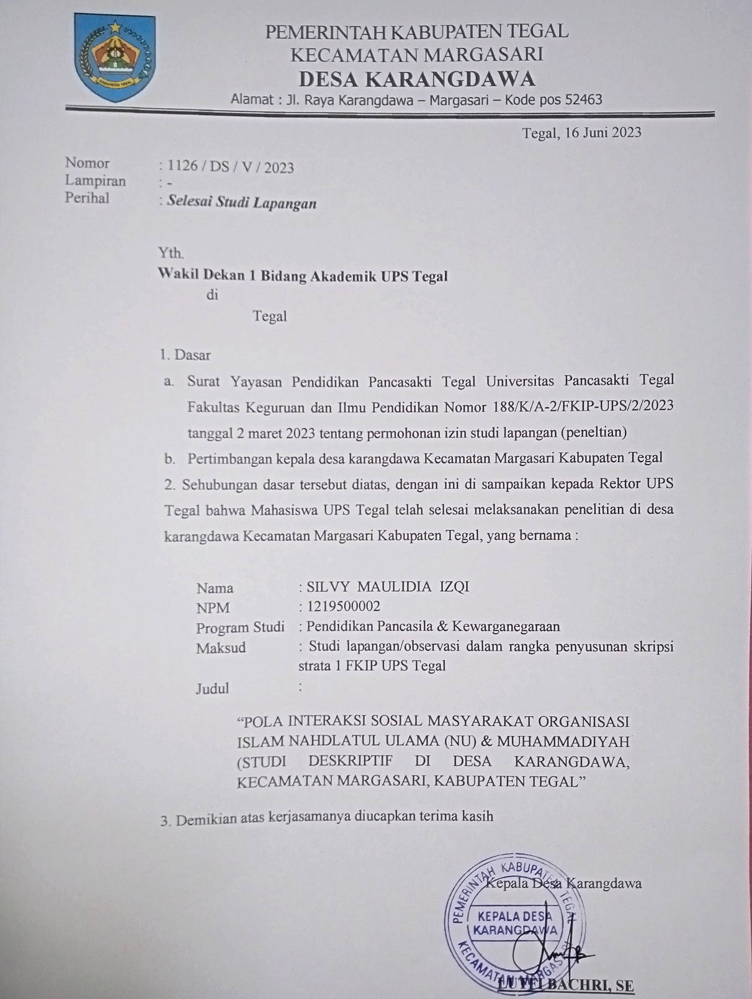 PEMERINTAH KABUPATEN TEGAL
KECAMATAN MARGASARI
DESA KARANGDAWA
Alamat : Jl. Raya Karangdawa – Margasari – Kode pos 52463
KABUPATEN TEGAL
Tegal, 16 Juni 2023
Nomor : 1126 / DS / V / 2023
Lampiran : -
Perihal : Selesai Studi Lapangan
Yth.
Wakil Dekan 1 Bidang Akademik UPS Tegal
di
Tegal
1. Dasar
a. Surat Yayasan Pendidikan Pancasakti Tegal Universitas Pancasakti Tegal
Fakultas Keguruan dan Ilmu Pendidikan Nomor 188/K/A-2/FKIP-UPS/2/2023
tanggal 2 maret 2023 tentang permohonan izin studi lapangan (peneltian)
b. Pertimbangan kepala desa karangdawa Kecamatan Margasari Kabupaten Tegal
2. Sehubungan dasar tersebut diatas, dengan ini di sampaikan kepada Rektor UPS
Tegal bahwa Mahasiswa UPS Tegal telah selesai melaksanakan penelitian di desa
karangdawa Kecamatan Margasari Kabupaten Tegal, yang bernama :
Nama : SILVY MAULIDIA IZQI
NPM : 1219500002
Program Studi : Pendidikan Pancasila & Kewarganegaraan
Maksud : Studi lapangan/observasi dalam rangka penyusunan skripsi
strata 1 FKIP UPS Tegal
Judul :
“POLA INTERAKSI SOSIAL MASYARAKAT ORGANISASI
ISLAM NAHDLATUL ULAMA (NU) & MUHAMMADIYAH
(STUDI DESKRIPTIF DI DESA KARANGDAWA,
KECAMATAN MARGASARI, KABUPATEN TEGAL”
3. Demikian atas kerjasamanya diucapkan terima kasih
Kepala Desa Karangdawa
PEMERINTAH KABUPATEN TEGAL
KEPALA DESA
KARANGDAWA
KECAMATAN MARGASARI
LUTFI BACHRI, SE